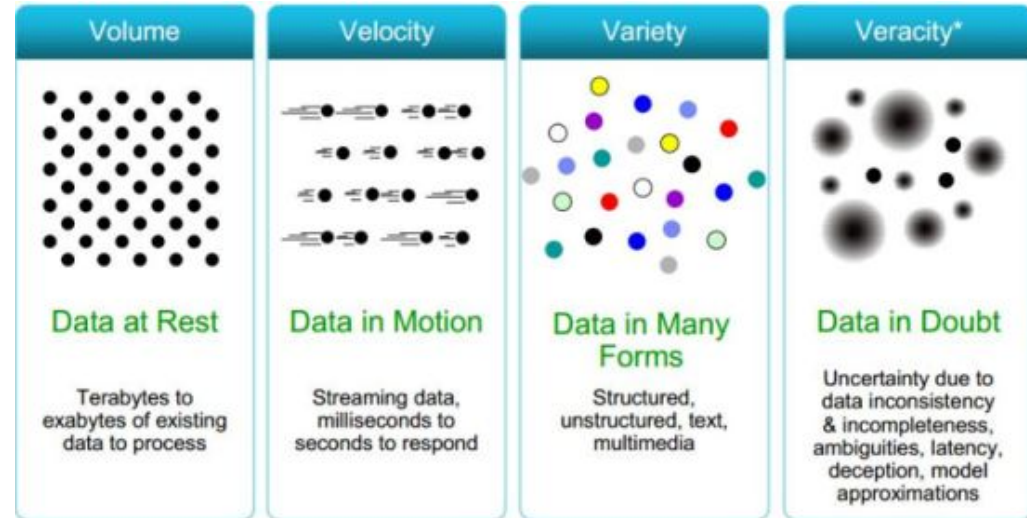 Volume
Data at Rest
Terabytes to
exabytes of existing
data to process
Velocity
Data in Motion
Streaming data,
milliseconds to
seconds to respond
Variety
Data in Many
Forms
Structured,
unstructured, text,
multimedia
Veracity*
Data in Doubt
Uncertainty due to
data inconsistency
& incompleteness,
ambiguities, latency,
deception, model
approximations